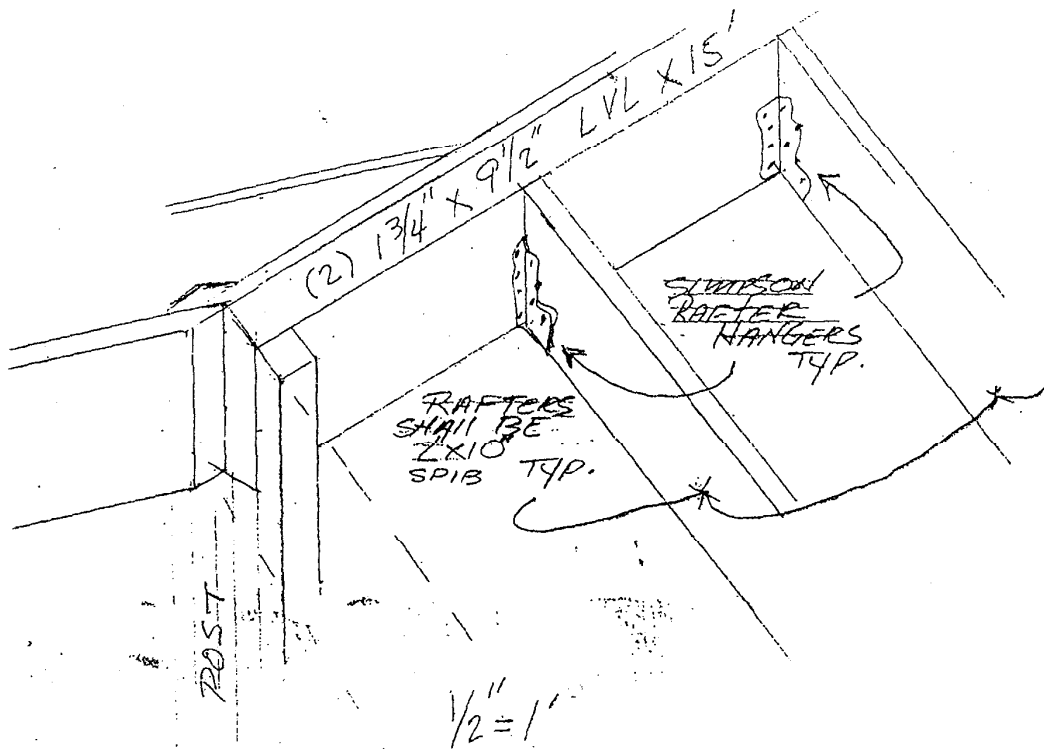 (2) 1 3/4" X 9 1/2" LVL X 15'
SIMPSON
RAFTER
HANGERS
TYP.
RAFTERS
SHAll BE
2X10
SPIB TYP.
POST
1/2" = 1'